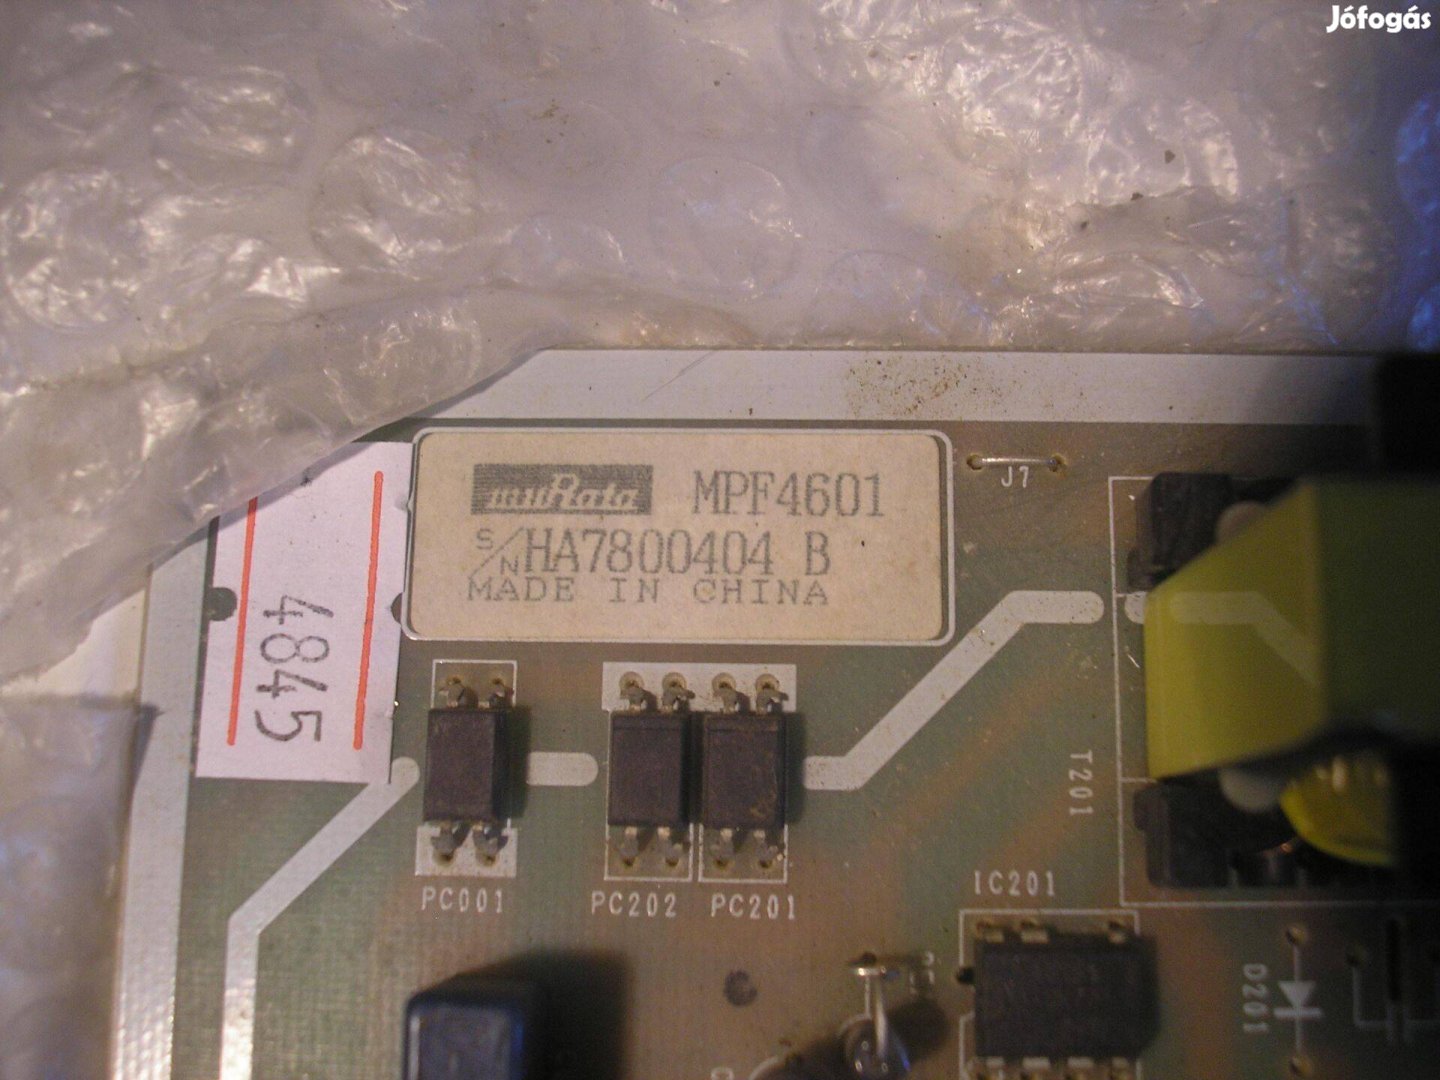 Jófogás
muRata MPF4601
S/N HA7800404 B
MADE IN CHINA
J7
4845
T201
PC001
PC202
PC201
IC201
D201